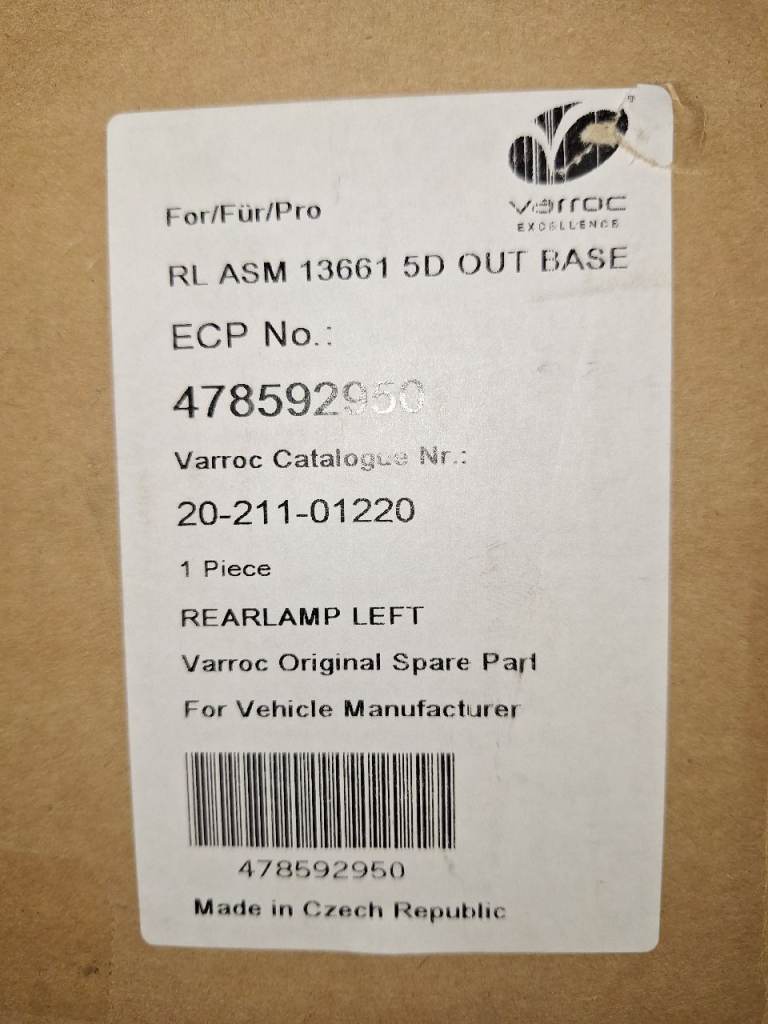 varroc
EXCELLENCE
For/Für/Pro
RL ASM 13661 5D OUT BASE
ECP No.:
478592950
Varroc Catalogue Nr.:
20-211-01220
1 Piece
REARLAMP LEFT
Varroc Original Spare Part
For Vehicle Manufacturer
478592950
Made in Czech Republic